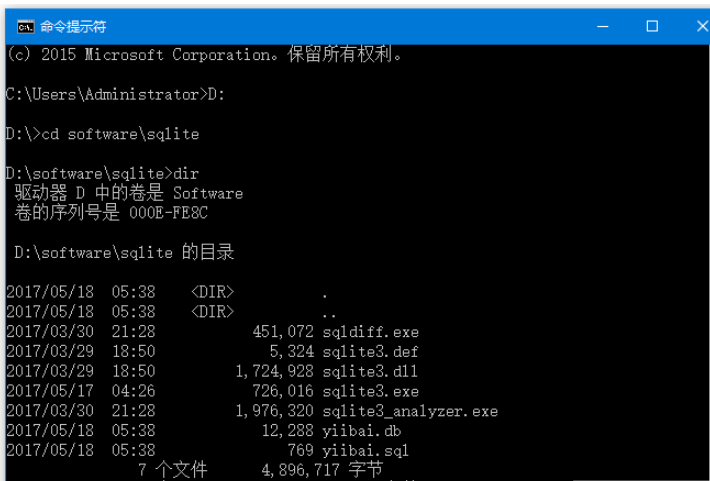 命令提示符
(c) 2015 Microsoft Corporation。保留所有权利。
C:\Users\Administrator>D:
D:\>cd software\sqlite
D:\software\sqlite>dir
驱动器 D 中的卷是 Software
卷的序列号是 000E-FE8C
D:\software\sqlite 的目录
2017/05/18  05:38    <DIR>          .
2017/05/18  05:38    <DIR>          ..
2017/03/30  21:28           451,072 sqldiff.exe
2017/03/29  18:50             5,324 sqlite3.def
2017/03/29  18:50         1,724,928 sqlite3.dll
2017/05/17  04:26           726,016 sqlite3.exe
2017/03/30  21:28         1,976,320 sqlite3_analyzer.exe
2017/05/18  05:38            12,288 yiibai.db
2017/05/18  05:38               769 yiibai.sql
7 个文件      4,896,717 字节